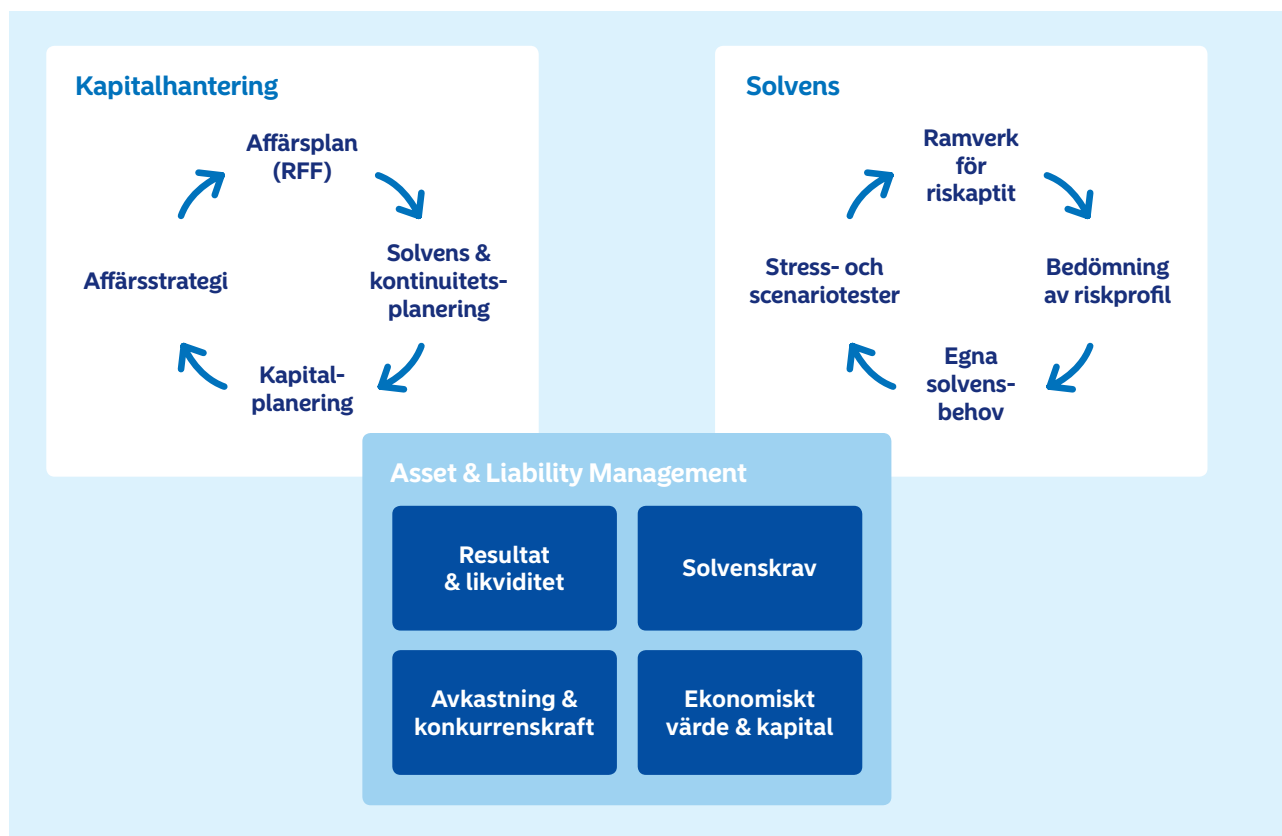 Kapitalhantering
Affärsplan
(RFF)
Solvens &
kontinuitets-
planering
Kapital-
planering
Affärsstrategi
Solvens
Ramverk
för
riskaptit
Bedömning
av riskprofil
Egna
solvens-
behov
Stress- och
scenariotester
Asset & Liability Management
Resultat
& likviditet
Solvenskrav
Avkastning &
konkurrenskraft
Ekonomiskt
värde & kapital